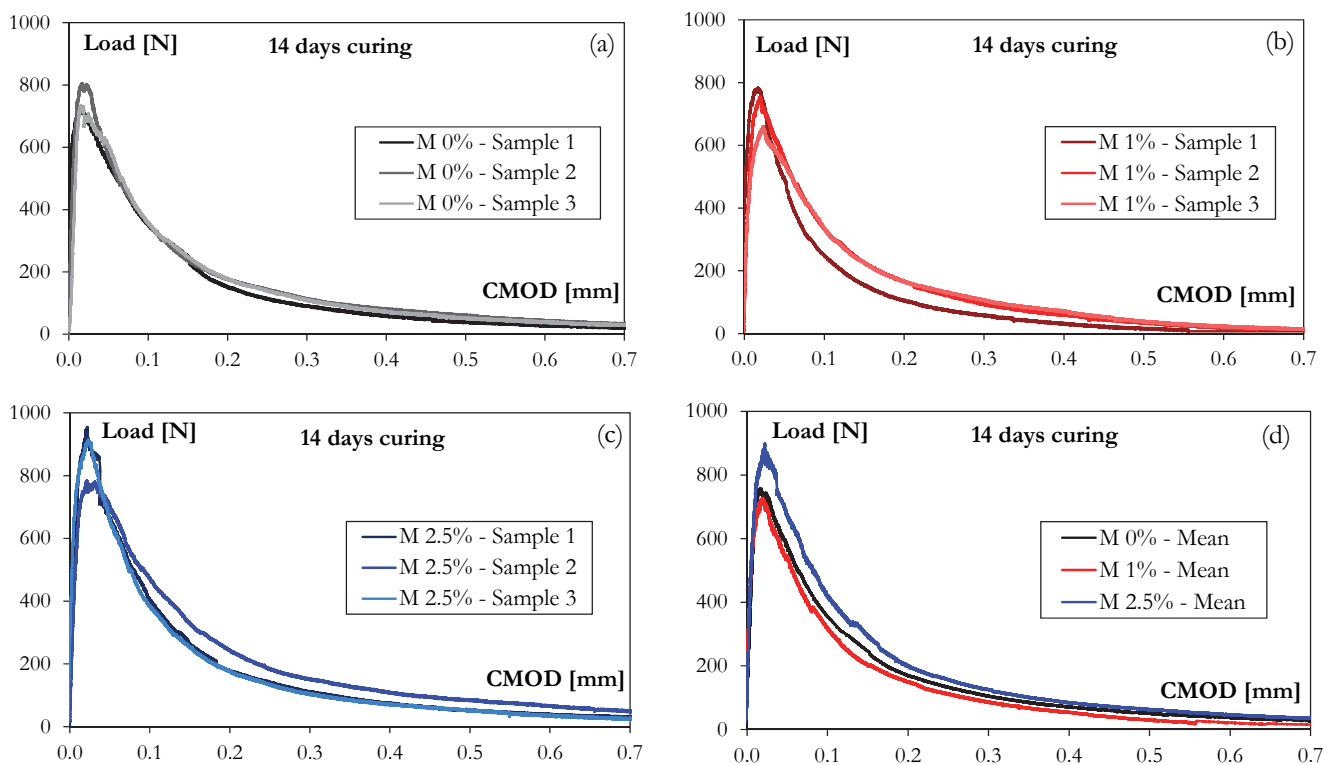 Load [N]
14 days curing
(a)
M 0% - Sample 1
M 0% - Sample 2
M 0% - Sample 3
CMOD [mm]
1000
800
600
400
200
0
0.0 0.1 0.2 0.3 0.4 0.5 0.6 0.7
Load [N]
14 days curing
(b)
M 1% - Sample 1
M 1% - Sample 2
M 1% - Sample 3
CMOD [mm]
1000
800
600
400
200
0
0.0 0.1 0.2 0.3 0.4 0.5 0.6 0.7
Load [N]
14 days curing
(c)
M 2.5% - Sample 1
M 2.5% - Sample 2
M 2.5% - Sample 3
CMOD [mm]
1000
800
600
400
200
0
0.0 0.1 0.2 0.3 0.4 0.5 0.6 0.7
Load [N]
14 days curing
(d)
M 0% - Mean
M 1% - Mean
M 2.5% - Mean
CMOD [mm]
1000
800
600
400
200
0
0.0 0.1 0.2 0.3 0.4 0.5 0.6 0.7